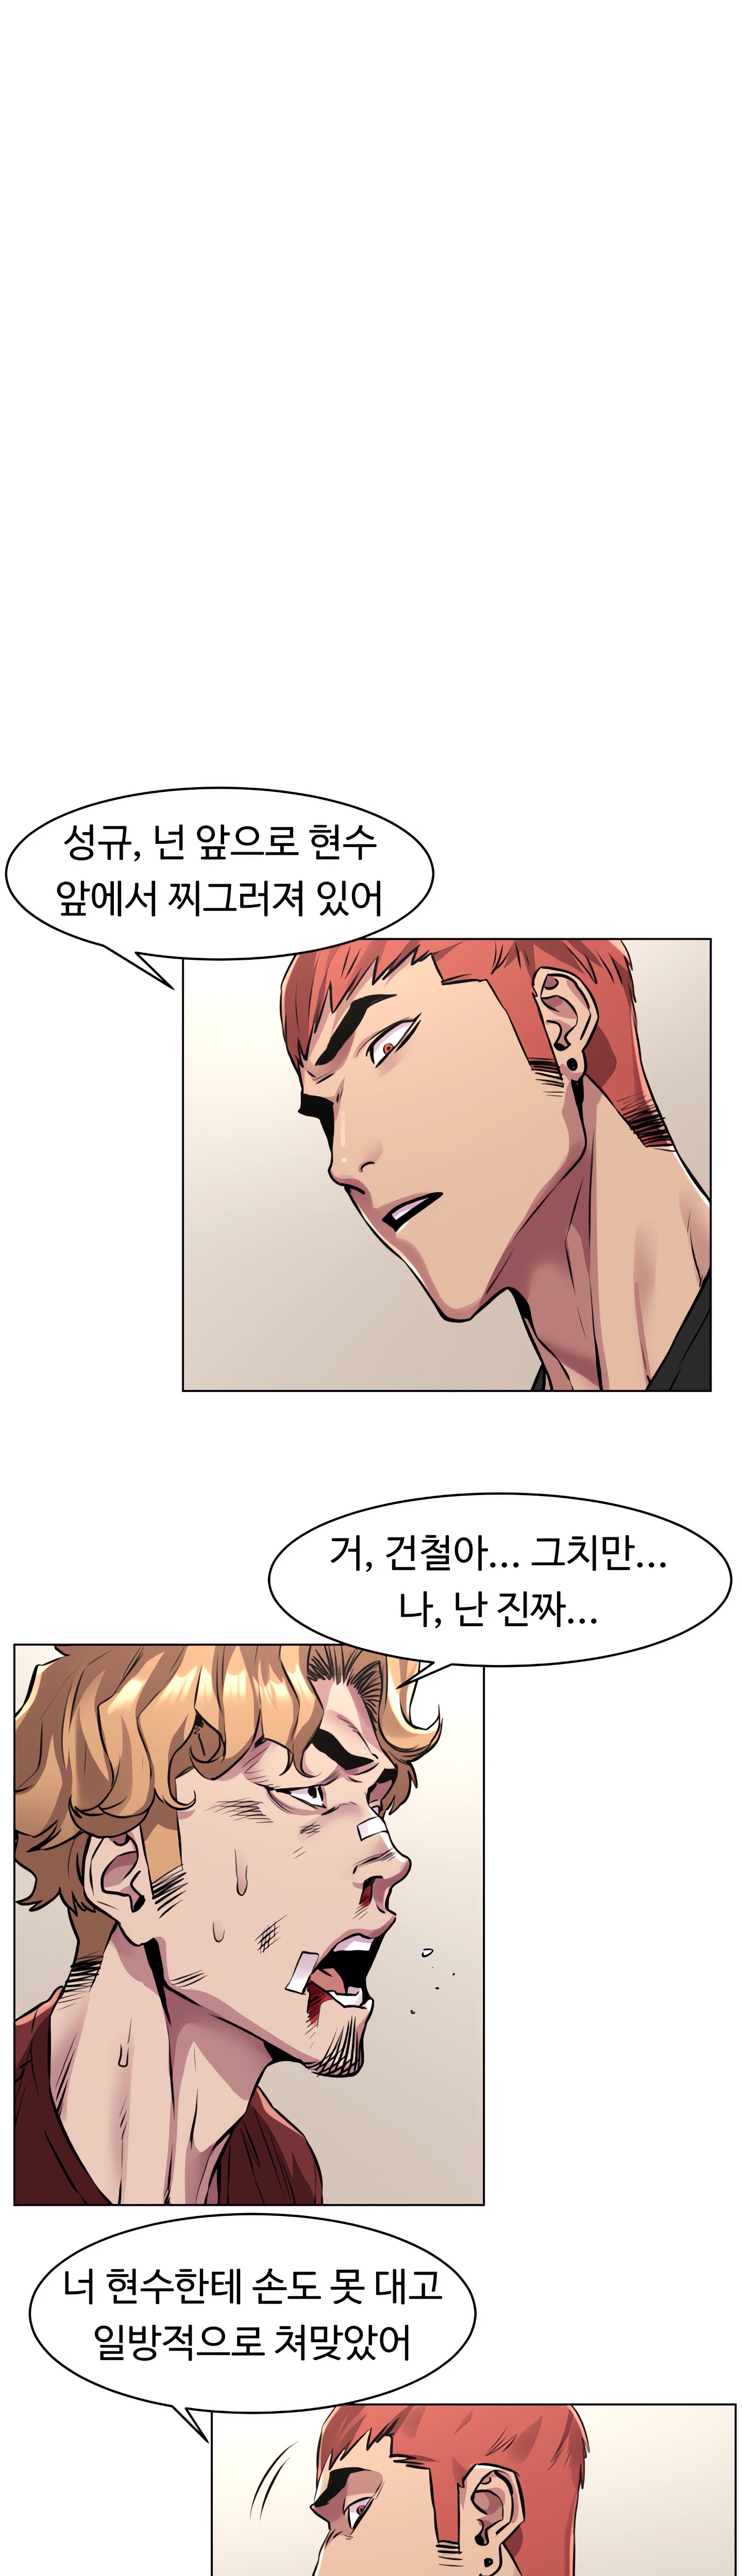 성규, 넌 앞으로 현수
앞에서 찌그러져 있어
거, 건철아... 그치만...
나, 난 진짜...
너 현수한테 손도 못 대고
일방적으로 쳐맞았어